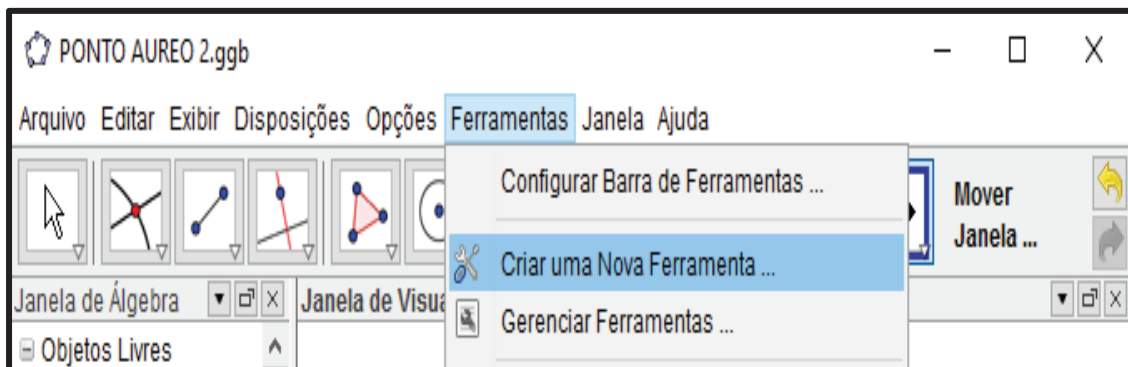 PONTO AUREO 2.ggb
Arquivo Editar Exibir Disposições Opções Ferramentas Janela Ajuda
Configurar Barra de Ferramentas ...
Mover
Janela ...
Criar uma Nova Ferramenta ...
Janela de Álgebra
Janela de Visua
Gerenciar Ferramentas ...
Objetos Livres